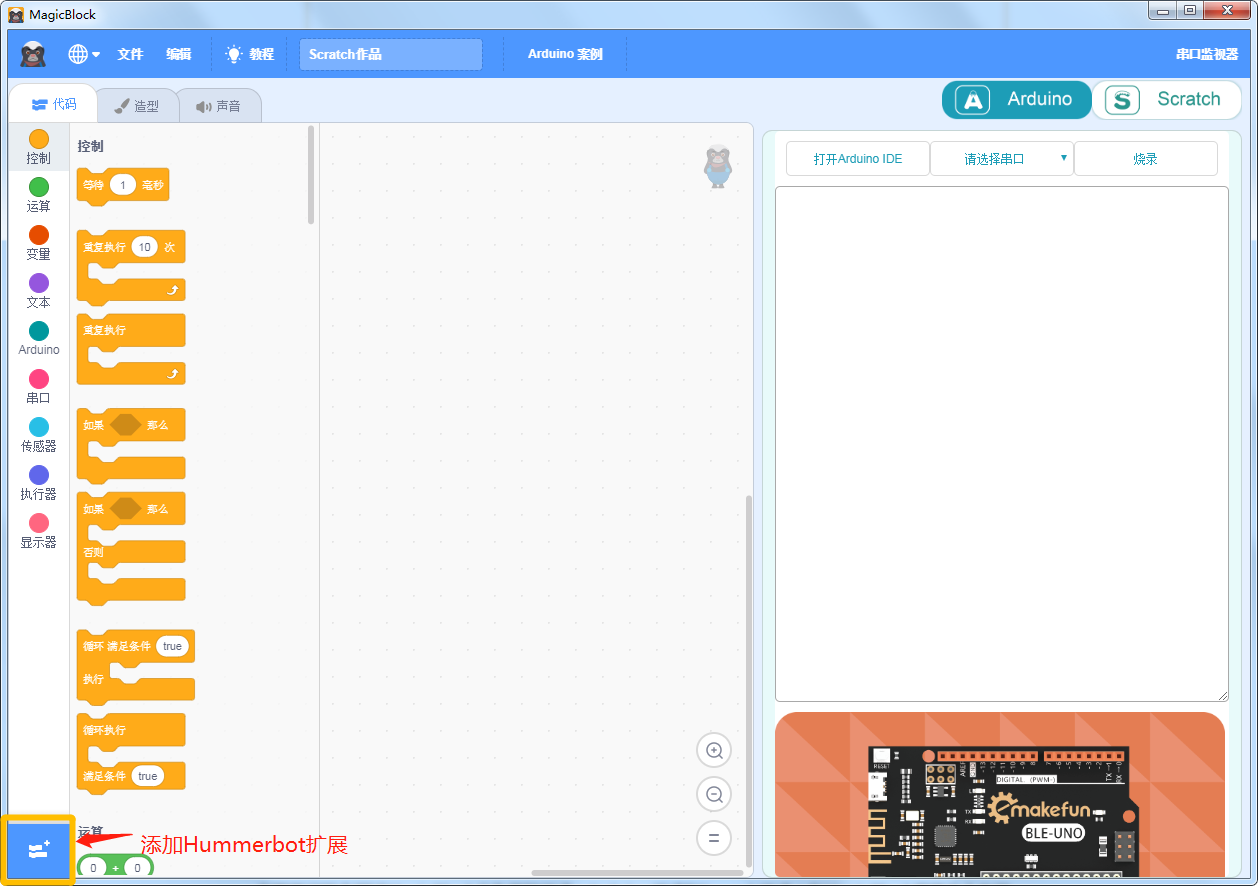 MagicBlock
文件 编辑 教程 Scratch作品 Arduino 案例 串口监视器
代码 造型 声音
Arduino Scratch
控制
运算
变量
文本
Arduino
串口
传感器
执行器
显示器
控制
等待 1 毫秒
重复执行 10 次
重复执行
如果 那么
如果 那么
否则
循环 满足条件 true
执行
循环执行
满足条件 true
运算
0 + 0
添加Hummerbot扩展
打开Arduino IDE 请选择串口 烧录
RESET
AREF
DIGITAL (PWM~)
TX
RX
emakefun
BLE-UNO